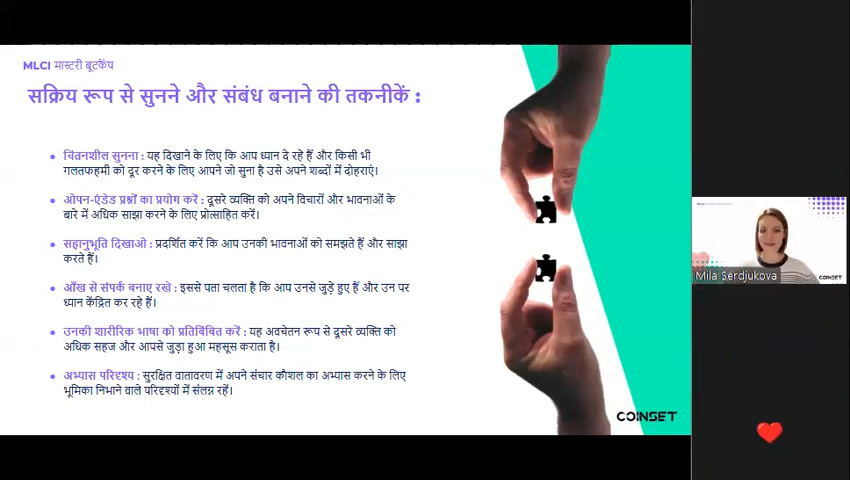 MLCI मास्टरी बूटकैंप
सक्रिय रूप से सुनने और संबंध बनाने की तकनीकें :
• चिंतनशील सुनना : यह दिखाने के लिए कि आप ध्यान दे रहे हैं और किसी भी
गलतफहमी को दूर करने के लिए आपने जो सुना है उसे अपने शब्दों में दोहराएं।
• ओपन-एंडेड प्रश्नों का प्रयोग करें : दूसरे व्यक्ति को अपने विचारों और भावनाओं के
बारे में अधिक साझा करने के लिए प्रोत्साहित करें।
• सहानुभूति दिखाओ : प्रदर्शित करें कि आप उनकी भावनाओं को समझते हैं और साझा
करते हैं।
• आँख से संपर्क बनाए रखे : इससे पता चलता है कि आप उनसे जुड़े हुए हैं और उन पर
ध्यान केंद्रित कर रहे हैं।
• उनकी शारीरिक भाषा को प्रतिबिंबित करें : यह अवचेतन रूप से दूसरे व्यक्ति को
अधिक सहज और आपसे जुड़ा हुआ महसूस कराता है।
• अभ्यास परिदृश्य : सुरक्षित वातावरण में अपने संचार कौशल का अभ्यास करने के लिए
भूमिका निभाने वाले परिदृश्यों में संलग्न रहें।
COINSET
Mila Serdjukova
COINSET